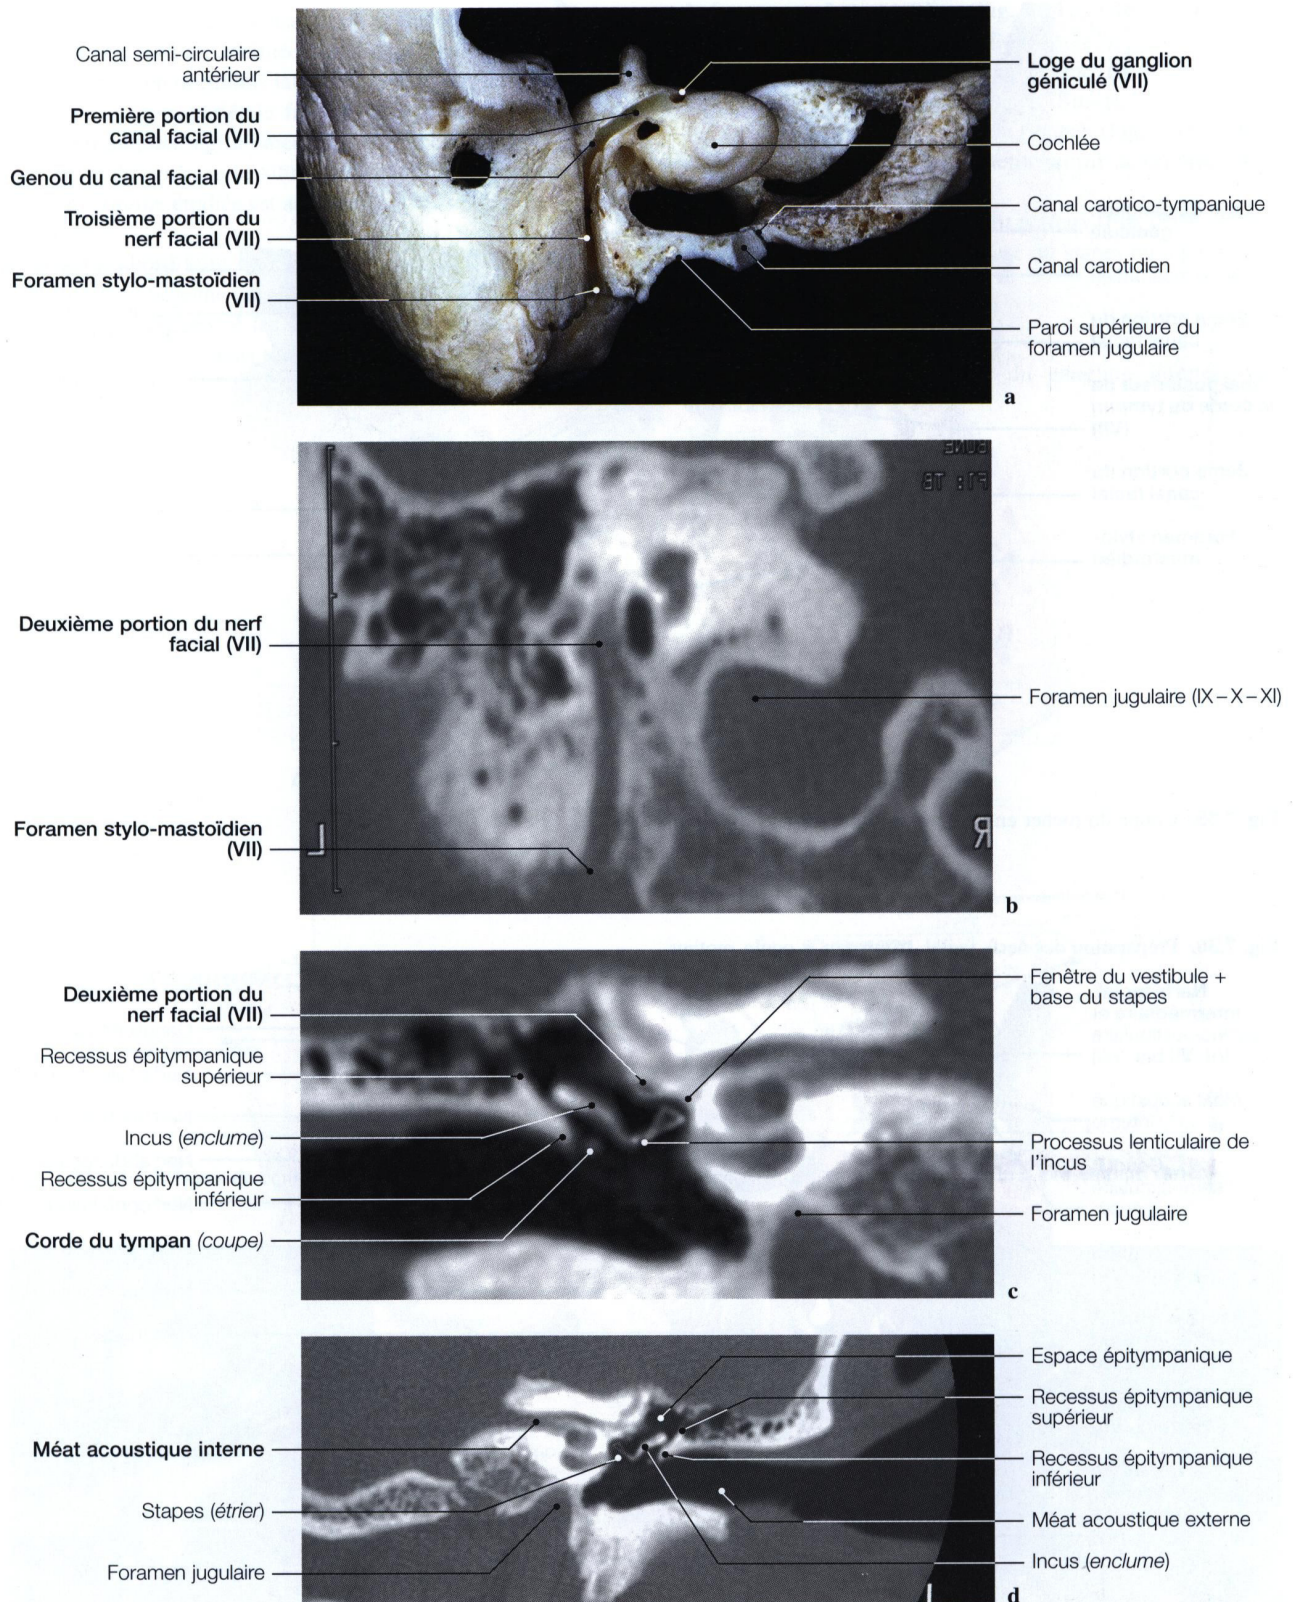 Canal semi-circulaire
antérieur
Première portion du
canal facial (VII)
Genou du canal facial (VII)
Troisième portion du
nerf facial (VII)
Foramen stylo-mastoïdien
(VII)
Loge du ganglion
géniculé (VII)
Cochlée
Canal carotico-tympanique
Canal carotidien
Paroi supérieure du
foramen jugulaire
a
Deuxième portion du nerf
facial (VII)
Foramen stylo-mastoïdien
(VII)
L
R
Foramen jugulaire (IX–X–XI)
b
Deuxième portion du
nerf facial (VII)
Recessus épitympanique
supérieur
Incus (enclume)
Recessus épitympanique
inférieur
Corde du tympan (coupe)
Fenêtre du vestibule +
base du stapes
Processus lenticulaire de
l'incus
Foramen jugulaire
c
Méat acoustique interne
Stapes (étrier)
Foramen jugulaire
Espace épitympanique
Recessus épitympanique
supérieur
Recessus épitympanique
inférieur
Méat acoustique externe
Incus (enclume)
d